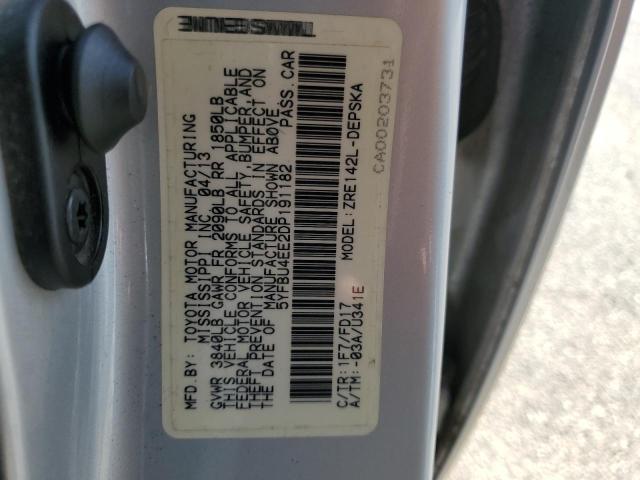 MFD. BY: TOYOTA MOTOR MANUFACTURING
MISSISSIPPI INC. 04/13
GVWR 3840LB GAWR FR 2090LB RR 1850LB
THIS VEHICLE CONFORMS TO ALL APPLICABLE
FEDERAL MOTOR VEHICLE SAFETY, BUMPER, AND
THEFT PREVENTION STANDARDS IN EFFECT ON
THE DATE OF MANUFACTURE SHOWN ABOVE.
5YFBU4EE2DP191182 PASS. CAR
MODEL: ZRE142L-DEPSKA
C/TR: 1F7/FD17
A/TM: -03A/U341E
CA00203731